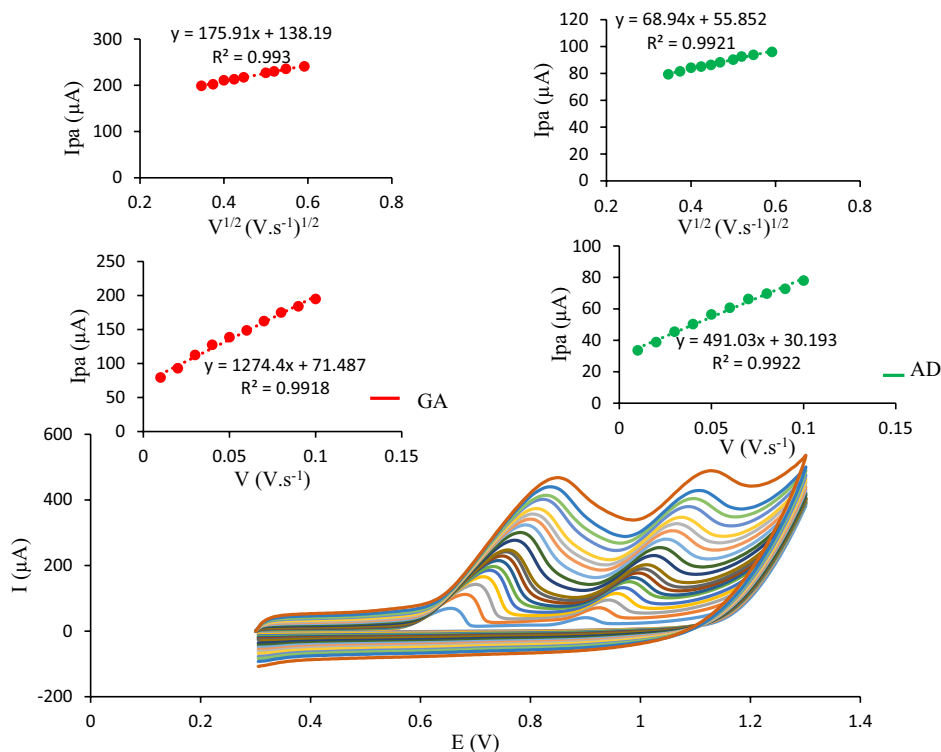 y = 175.91x + 138.19
R² = 0.993
300
200
100
0
0.2
0.4
0.6
0.8
Ipa (µA)
V1/2 (V.s-1)1/2
y = 68.94x + 55.852
R² = 0.9921
120
100
80
60
40
20
0
0.2
0.4
0.6
0.8
Ipa (µA)
V1/2 (V.s-1)1/2
250
200
150
100
50
0
0
0.05
0.1
0.15
Ipa (µA)
y = 1274.4x + 71.487
R² = 0.9918
GA
V (V.s-1)
100
80
60
40
20
0
0
0.05
0.1
0.15
Ipa (µA)
y = 491.03x + 30.193
R² = 0.9922
AD
V (V.s-1)
600
400
200
0
-200
I (µA)
0
0.2
0.4
0.6
0.8
1
1.2
1.4
E (V)